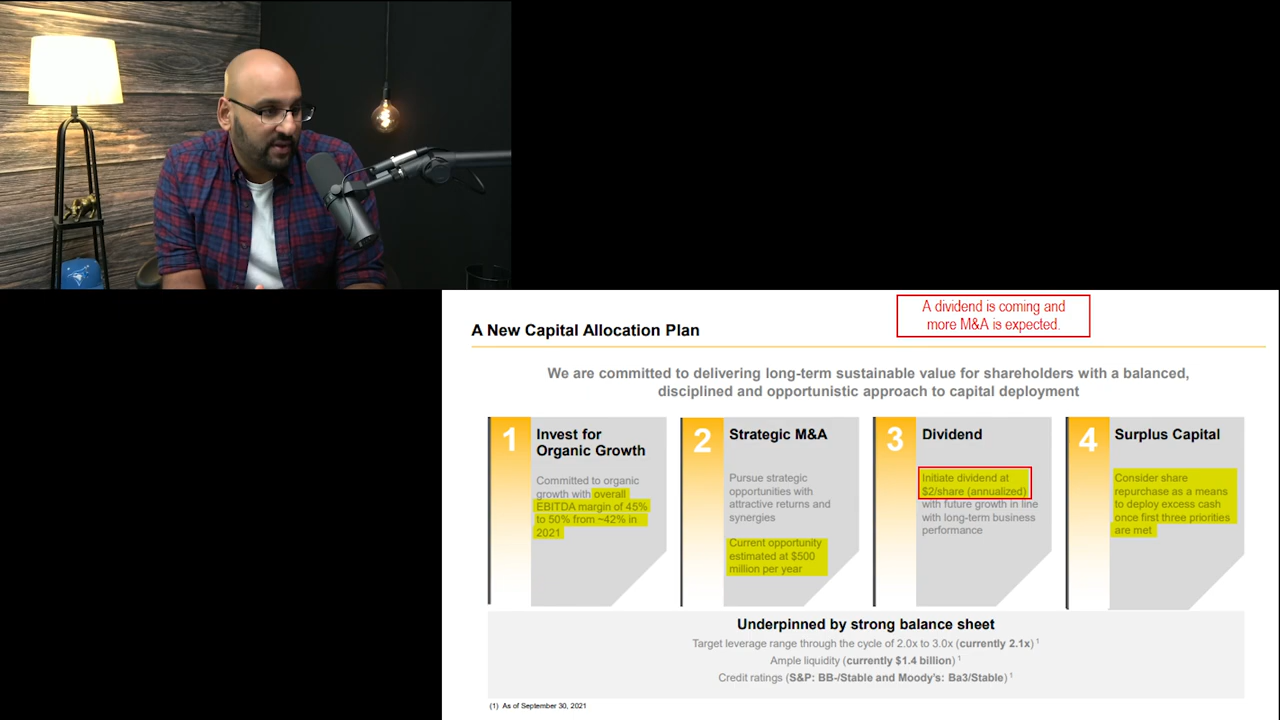 A dividend is coming and
more M&A is expected.
A New Capital Allocation Plan
We are committed to delivering long-term sustainable value for shareholders with a balanced,
disciplined and opportunistic approach to capital deployment
1
Invest for
Organic Growth
Committed to organic
growth with overall
EBITDA margin of 45%
to 50% from ~42% in
2021
2
Strategic M&A
Pursue strategic
opportunities with
attractive returns and
synergies
Current opportunity
estimated at $500
million per year
3
Dividend
Initiate dividend at
$2/share (annualized)
with future growth in line
with long-term business
performance
4
Surplus Capital
Consider share
repurchase as a means
to deploy excess cash
once first three priorities
are met
Underpinned by strong balance sheet
Target leverage range through the cycle of 2.0x to 3.0x (currently 2.1x) 1
Ample liquidity (currently $1.4 billion) 1
Credit ratings (S&P: BB-/Stable and Moody's: Ba3/Stable) 1
(1) As of September 30, 2021